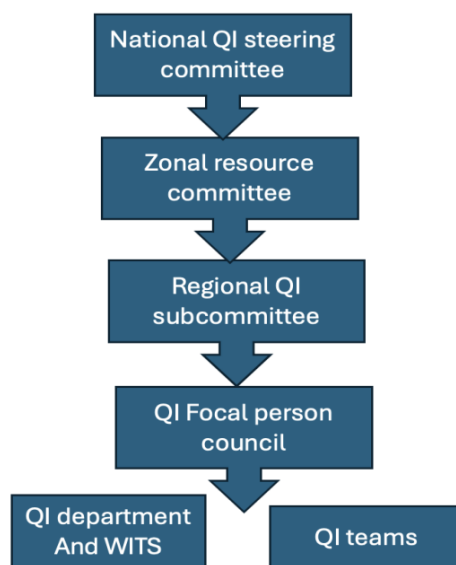 National QI steering
committee
Zonal resource
committee
Regional QI
subcommittee
QI Focal person
council
QI department
And WITS
QI teams